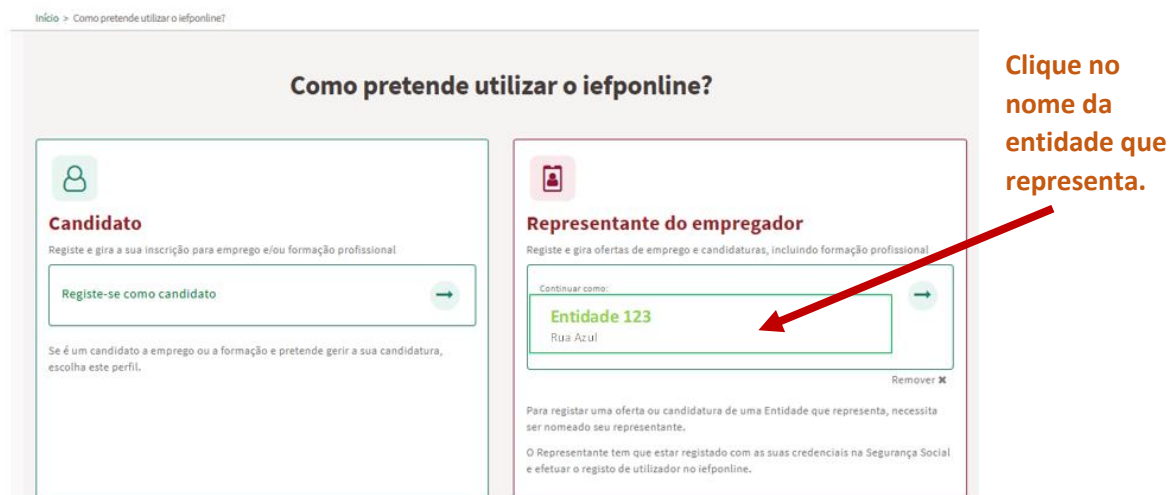 Início > Como pretende utilizar o iefponline?
Como pretende utilizar o iefponline?
Candidato
Registe e gira a sua inscrição para emprego e/ou formação profissional
Registe-se como candidato
Se é um candidato a emprego ou a formação e pretende gerir a sua candidatura,
escolha este perfil.
Representante do empregador
Registe e gira ofertas de emprego e candidaturas, incluindo formação profissional
Continuar como:
Entidade 123
Rua Azul
Remover ✖
Para registar uma oferta ou candidatura de uma Entidade que representa, necessita
ser nomeado seu representante.
O Representante tem que estar registado com as suas credenciais na Segurança Social
e efetuar o registo de utilizador no iefponline.
Clique no
nome da
entidade que
representa.